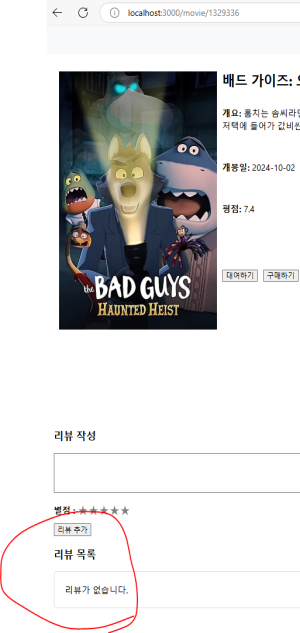 localhost:3000/movie/1329336
배드 가이즈:
개요: 훔치는 솜씨라면
저택에 들어가 값비싼
개봉일: 2024-10-02
평점: 7.4
대여하기 구매하기
the BAD GUYS
HAUNTED HEIST
리뷰 작성
별점 : ★★★★★
리뷰 추가
리뷰 목록
리뷰가 없습니다.